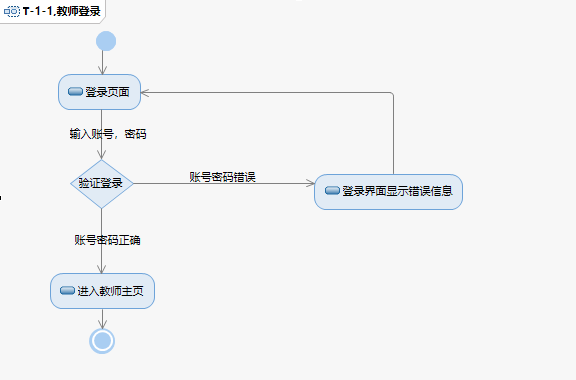 T-1-1,教师登录
登录页面
输入账号，密码
验证登录
账号密码错误
登录界面显示错误信息
账号密码正确
进入教师主页